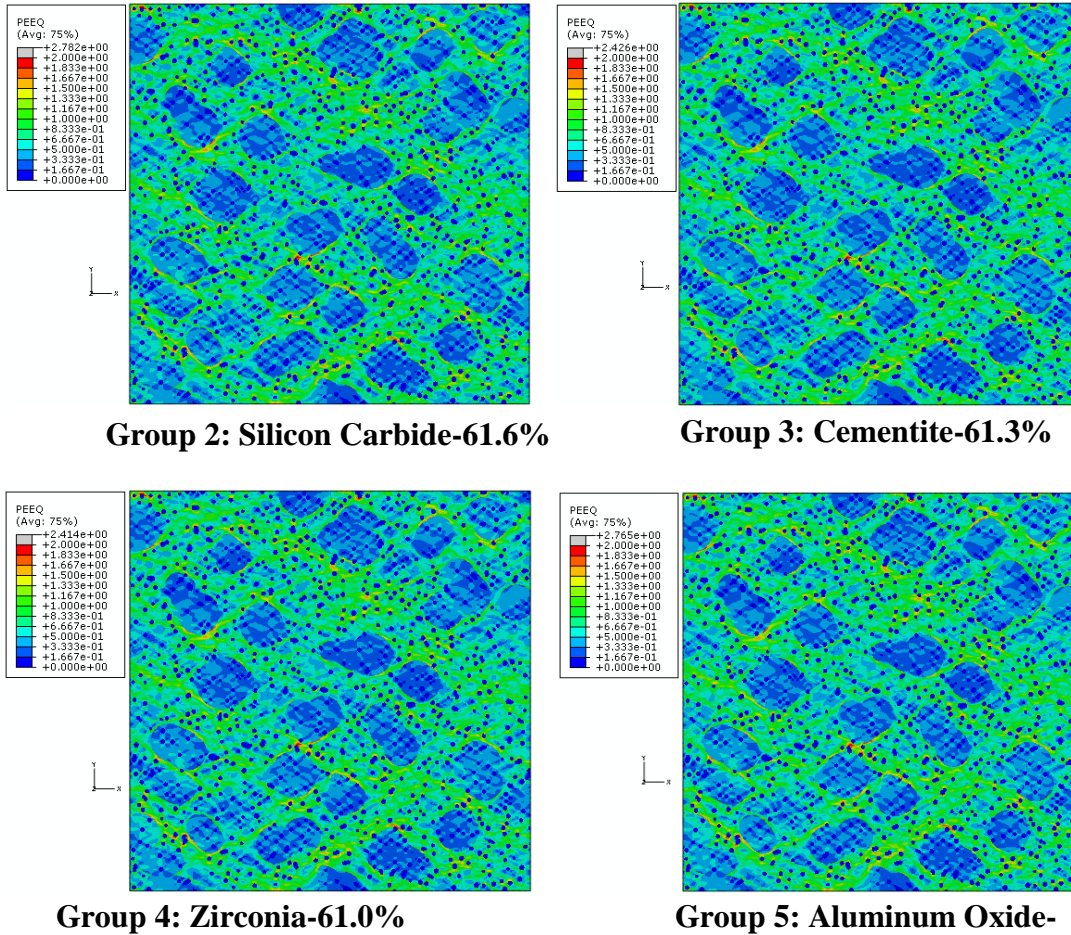 PEEQ
(Avg: 75%)
+2.782e+00
+2.000e+00
+1.833e+00
+1.667e+00
+1.500e+00
+1.333e+00
+1.167e+00
+1.000e+00
+8.333e-01
+6.667e-01
+5.000e-01
+3.333e-01
+1.667e-01
+0.000e+00
Y
Z X
Group 2: Silicon Carbide-61.6%
PEEQ
(Avg: 75%)
+2.426e+00
+2.000e+00
+1.833e+00
+1.667e+00
+1.500e+00
+1.333e+00
+1.167e+00
+1.000e+00
+8.333e-01
+6.667e-01
+5.000e-01
+3.333e-01
+1.667e-01
+0.000e+00
Y
Z X
Group 3: Cementite-61.3%
PEEQ
(Avg: 75%)
+2.414e+00
+2.000e+00
+1.833e+00
+1.667e+00
+1.500e+00
+1.333e+00
+1.167e+00
+1.000e+00
+8.333e-01
+6.667e-01
+5.000e-01
+3.333e-01
+1.667e-01
+0.000e+00
Y
Z X
Group 4: Zirconia-61.0%
PEEQ
(Avg: 75%)
+2.765e+00
+2.000e+00
+1.833e+00
+1.667e+00
+1.500e+00
+1.333e+00
+1.167e+00
+1.000e+00
+8.333e-01
+6.667e-01
+5.000e-01
+3.333e-01
+1.667e-01
+0.000e+00
Y
Z X
Group 5: Aluminum Oxide-